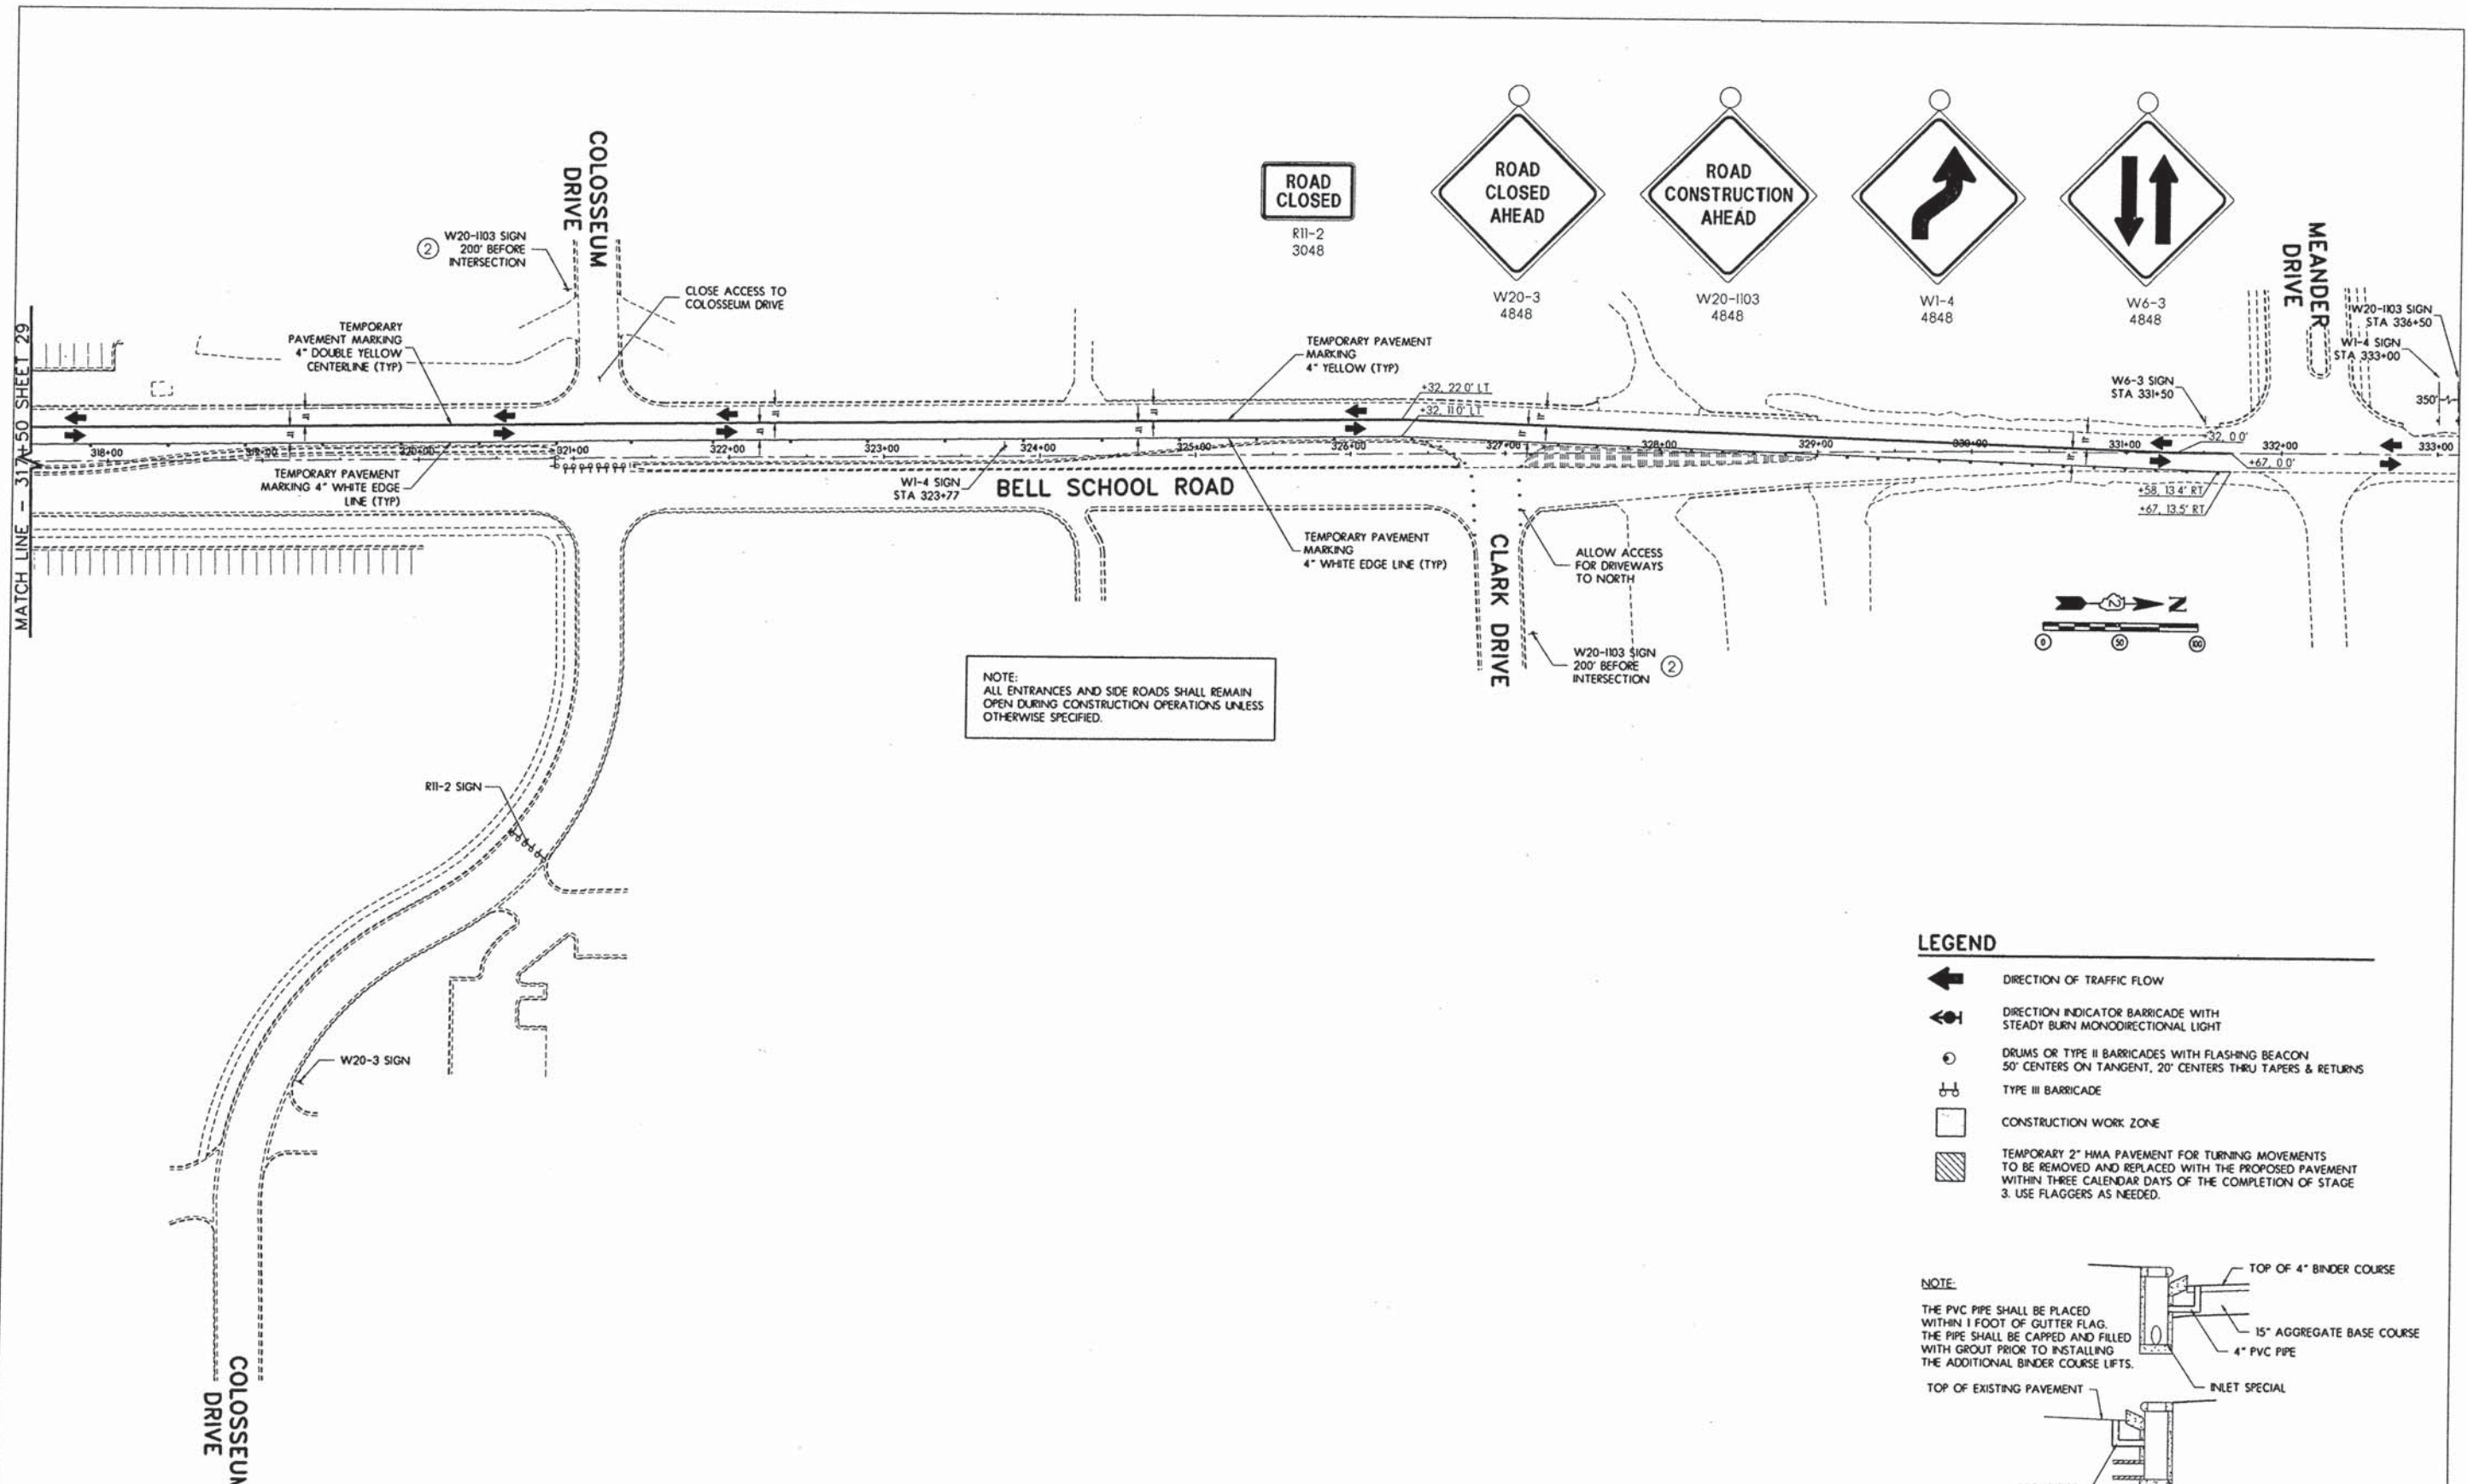 MATCH LINE - 317+50 SHEET 29
COLOSSEUM
DRIVE
2
W20-1103 SIGN
200' BEFORE
INTERSECTION
CLOSE ACCESS TO
COLOSSEUM DRIVE
TEMPORARY
PAVEMENT MARKING
4" DOUBLE YELLOW
CENTERLINE (TYP)
ROAD
CLOSED
R11-2
3048
ROAD
CLOSED
AHEAD
W20-3
4848
ROAD
CONSTRUCTION
AHEAD
W20-1103
4848
W1-4
4848
W6-3
4848
MEANDER
DRIVE
W20-1103 SIGN
STA 336+50
W1-4 SIGN
STA 333+00
350'
W6-3 SIGN
STA 331+50
TEMPORARY PAVEMENT
MARKING
4" YELLOW (TYP)
+32, 22.0' LT
+32, 11.0' LT
+32, 0.0'
+67, 0.0'
+58, 13.4' RT
+67, 13.5' RT
318+00
319+00
320+00
321+00
322+00
323+00
324+00
325+00
326+00
327+00
328+00
329+00
330+00
331+00
332+00
333+00
TEMPORARY PAVEMENT
MARKING 4" WHITE EDGE
LINE (TYP)
W1-4 SIGN
STA 323+77
BELL SCHOOL ROAD
TEMPORARY PAVEMENT
MARKING
4" WHITE EDGE LINE (TYP)
CLARK DRIVE
ALLOW ACCESS
FOR DRIVEWAYS
TO NORTH
W20-1103 SIGN
200' BEFORE
INTERSECTION
2
N
0 50 100
NOTE:
ALL ENTRANCES AND SIDE ROADS SHALL REMAIN
OPEN DURING CONSTRUCTION OPERATIONS UNLESS
OTHERWISE SPECIFIED.
R11-2 SIGN
W20-3 SIGN
COLOSSEUM
DRIVE
LEGEND
DIRECTION OF TRAFFIC FLOW
DIRECTION INDICATOR BARRICADE WITH
STEADY BURN MONODIRECTIONAL LIGHT
DRUMS OR TYPE II BARRICADES WITH FLASHING BEACON
50' CENTERS ON TANGENT, 20' CENTERS THRU TAPERS & RETURNS
TYPE III BARRICADE
CONSTRUCTION WORK ZONE
TEMPORARY 2" HMA PAVEMENT FOR TURNING MOVEMENTS
TO BE REMOVED AND REPLACED WITH THE PROPOSED PAVEMENT
WITHIN THREE CALENDAR DAYS OF THE COMPLETION OF STAGE
3. USE FLAGGERS AS NEEDED.
NOTE:
THE PVC PIPE SHALL BE PLACED
WITHIN 1 FOOT OF GUTTER FLAG.
THE PIPE SHALL BE CAPPED AND FILLED
WITH GROUT PRIOR TO INSTALLING
THE ADDITIONAL BINDER COURSE LIFTS.
TOP OF 4" BINDER COURSE
15" AGGREGATE BASE COURSE
4" PVC PIPE
INLET SPECIAL
TOP OF EXISTING PAVEMENT